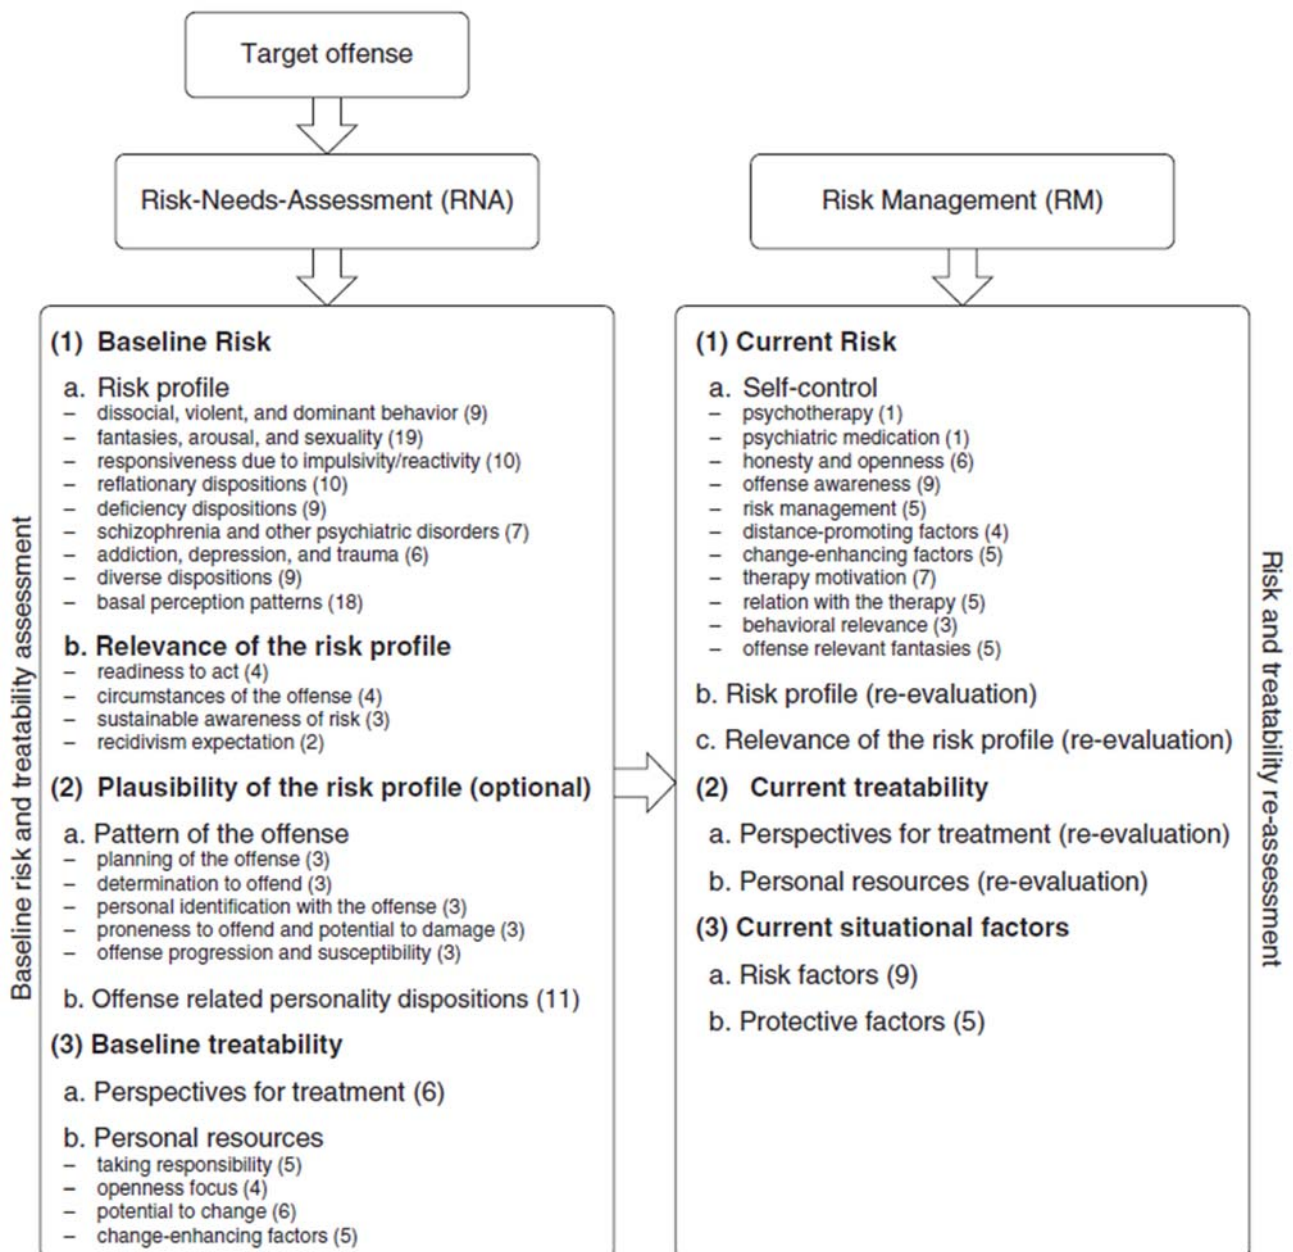 Target offense
Risk-Needs-Assessment (RNA)
Risk Management (RM)
Baseline risk and treatability assessment
(1) Baseline Risk
a. Risk profile
– dissocial, violent, and dominant behavior (9)
– fantasies, arousal, and sexuality (19)
– responsiveness due to impulsivity/reactivity (10)
– reflationary dispositions (10)
– deficiency dispositions (9)
– schizophrenia and other psychiatric disorders (7)
– addiction, depression, and trauma (6)
– diverse dispositions (9)
– basal perception patterns (18)
b. Relevance of the risk profile
– readiness to act (4)
– circumstances of the offense (4)
– sustainable awareness of risk (3)
– recidivism expectation (2)
(2) Plausibility of the risk profile (optional)
a. Pattern of the offense
– planning of the offense (3)
– determination to offend (3)
– personal identification with the offense (3)
– proneness to offend and potential to damage (3)
– offense progression and susceptibility (3)
b. Offense related personality dispositions (11)
(3) Baseline treatability
a. Perspectives for treatment (6)
b. Personal resources
– taking responsibility (5)
– openness focus (4)
– potential to change (6)
– change-enhancing factors (5)
(1) Current Risk
a. Self-control
– psychotherapy (1)
– psychiatric medication (1)
– honesty and openness (6)
– offense awareness (9)
– risk management (5)
– distance-promoting factors (4)
– change-enhancing factors (5)
– therapy motivation (7)
– relation with the therapy (5)
– behavioral relevance (3)
– offense relevant fantasies (5)
b. Risk profile (re-evaluation)
c. Relevance of the risk profile (re-evaluation)
(2) Current treatability
a. Perspectives for treatment (re-evaluation)
b. Personal resources (re-evaluation)
(3) Current situational factors
a. Risk factors (9)
b. Protective factors (5)
Risk and treatability re-assessment